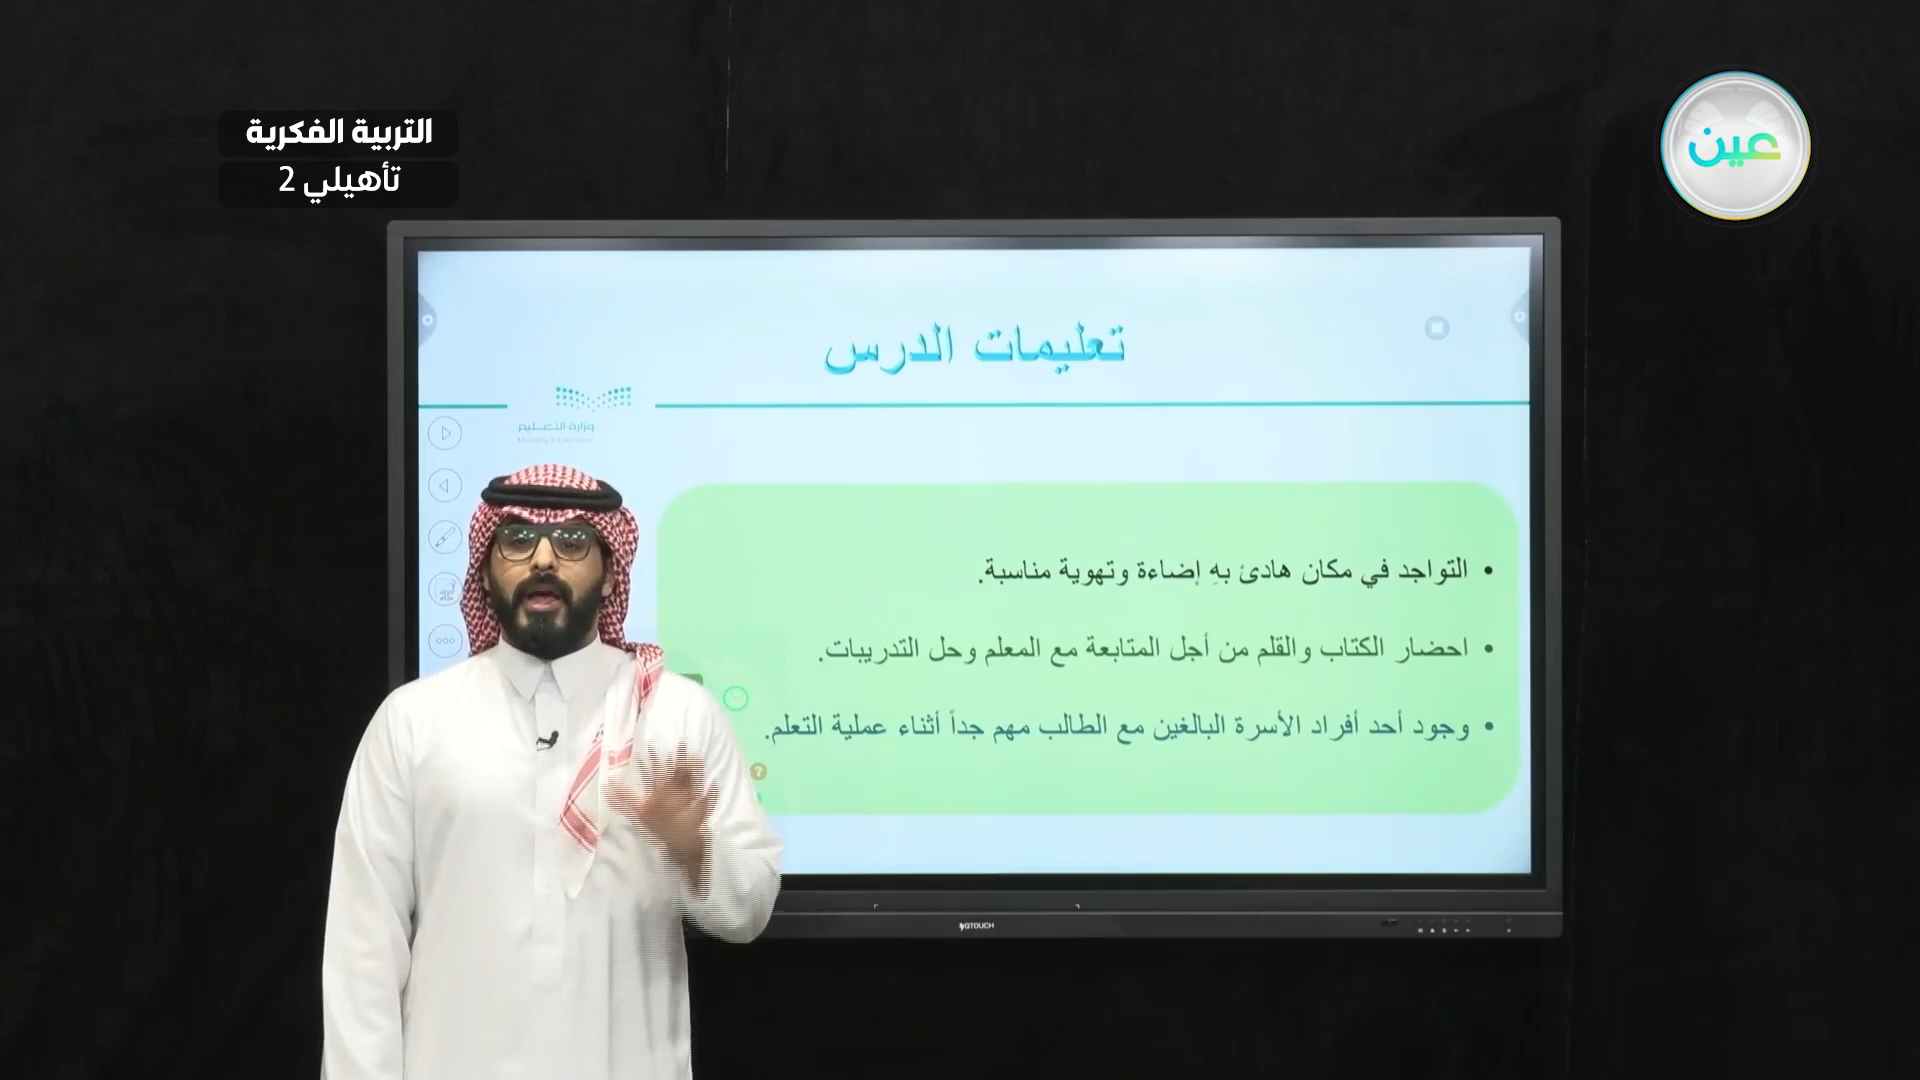 التربية الفكرية
تأهيلي 2
عين
تعليمات الدرس
وزارة التعليم
Ministry of Education
• التواجد في مكان هادئ بهِ إضاءة وتهوية مناسبة.
• احضار الكتاب والقلم من أجل المتابعة مع المعلم وحل التدريبات.
• وجود أحد أفراد الأسرة البالغين مع الطالب مهم جداً أثناء عملية التعلم.
IQTOUCH